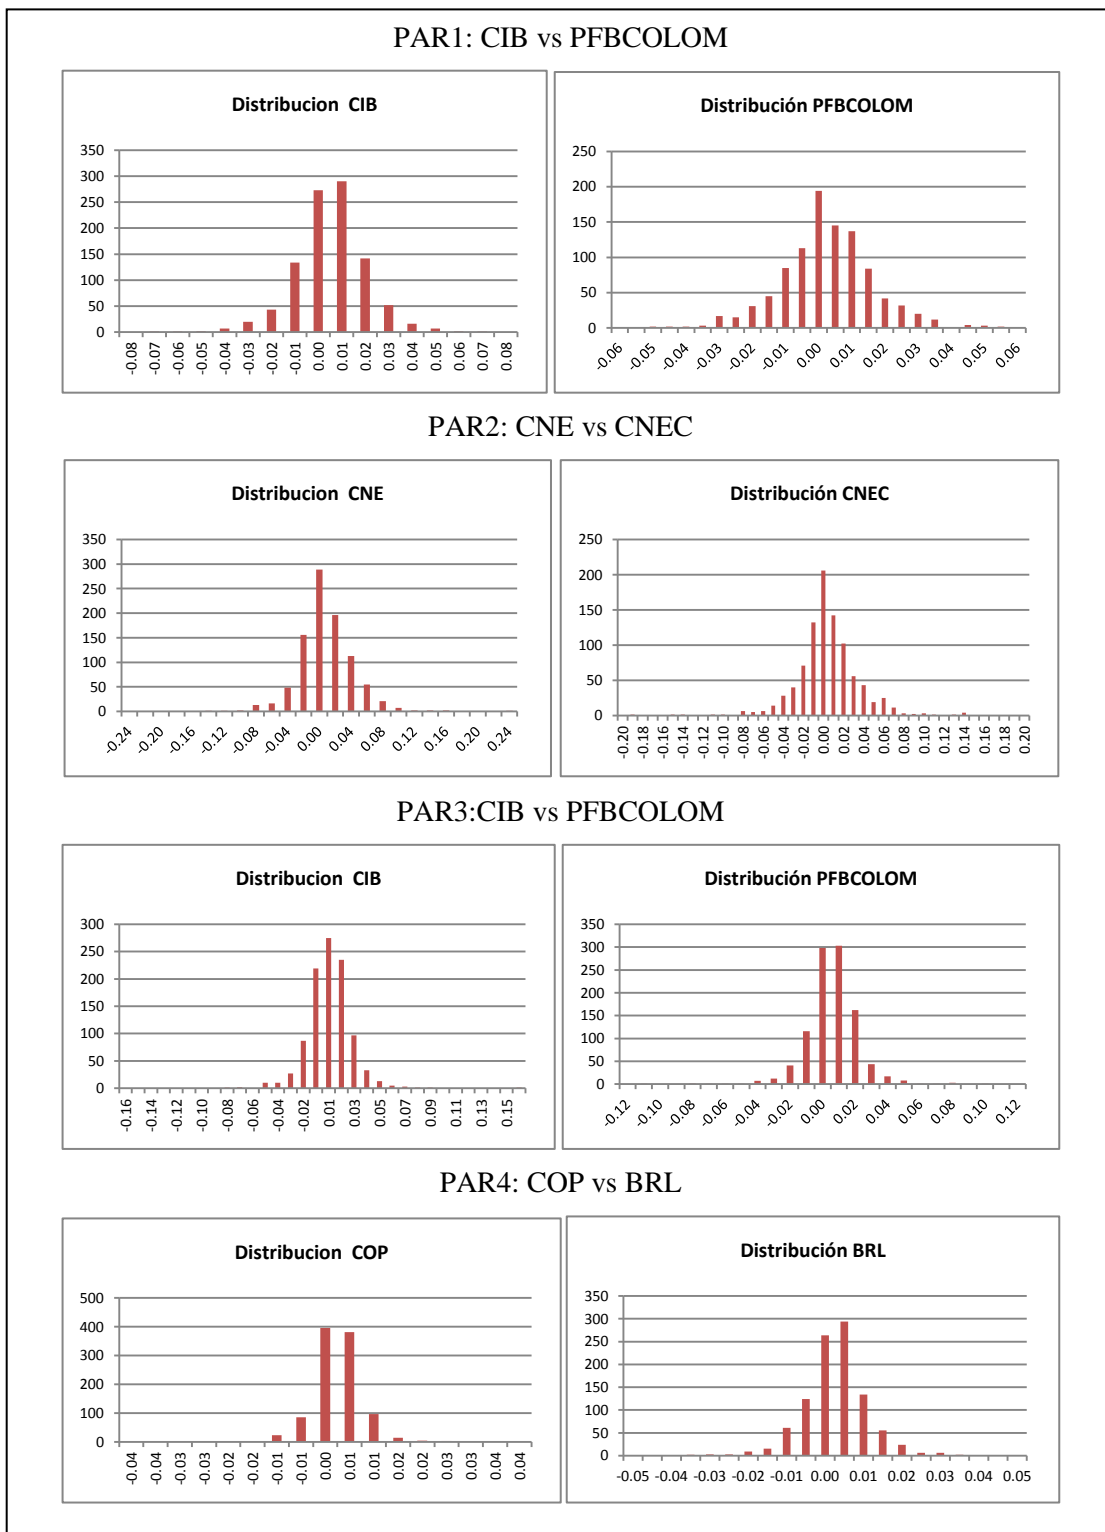 PAR1: CIB vs PFBCOLOM
Distribucion CIB
350
300
250
200
150
100
50
0
-0.08 -0.07 -0.06 -0.05 -0.04 -0.03 -0.02 -0.01 0.00 0.01 0.02 0.03 0.04 0.05 0.06 0.07 0.08
Distribución PFBCOLOM
250
200
150
100
50
0
-0.06 -0.05 -0.04 -0.03 -0.02 -0.01 0.00 0.01 0.02 0.03 0.04 0.05 0.06
PAR2: CNE vs CNEC
Distribucion CNE
350
300
250
200
150
100
50
0
-0.24 -0.20 -0.16 -0.12 -0.08 -0.04 0.00 0.04 0.08 0.12 0.16 0.20 0.24
Distribución CNEC
250
200
150
100
50
0
-0.20 -0.18 -0.16 -0.14 -0.12 -0.10 -0.08 -0.06 -0.04 -0.02 0.00 0.02 0.04 0.06 0.08 0.10 0.12 0.14 0.16 0.18 0.20
PAR3:CIB vs PFBCOLOM
Distribucion CIB
300
250
200
150
100
50
0
-0.16 -0.14 -0.12 -0.10 -0.08 -0.06 -0.04 -0.02 0.01 0.03 0.05 0.07 0.09 0.11 0.13 0.15
Distribución PFBCOLOM
350
300
250
200
150
100
50
0
-0.12 -0.10 -0.08 -0.06 -0.04 -0.02 0.00 0.02 0.04 0.06 0.08 0.10 0.12
PAR4: COP vs BRL
Distribucion COP
500
400
300
200
100
0
-0.04 -0.04 -0.03 -0.03 -0.02 -0.02 -0.01 -0.01 0.00 0.01 0.01 0.02 0.02 0.03 0.03 0.04 0.04
Distribución BRL
350
300
250
200
150
100
50
0
-0.05 -0.04 -0.03 -0.02 -0.01 0.00 0.01 0.02 0.03 0.04 0.05